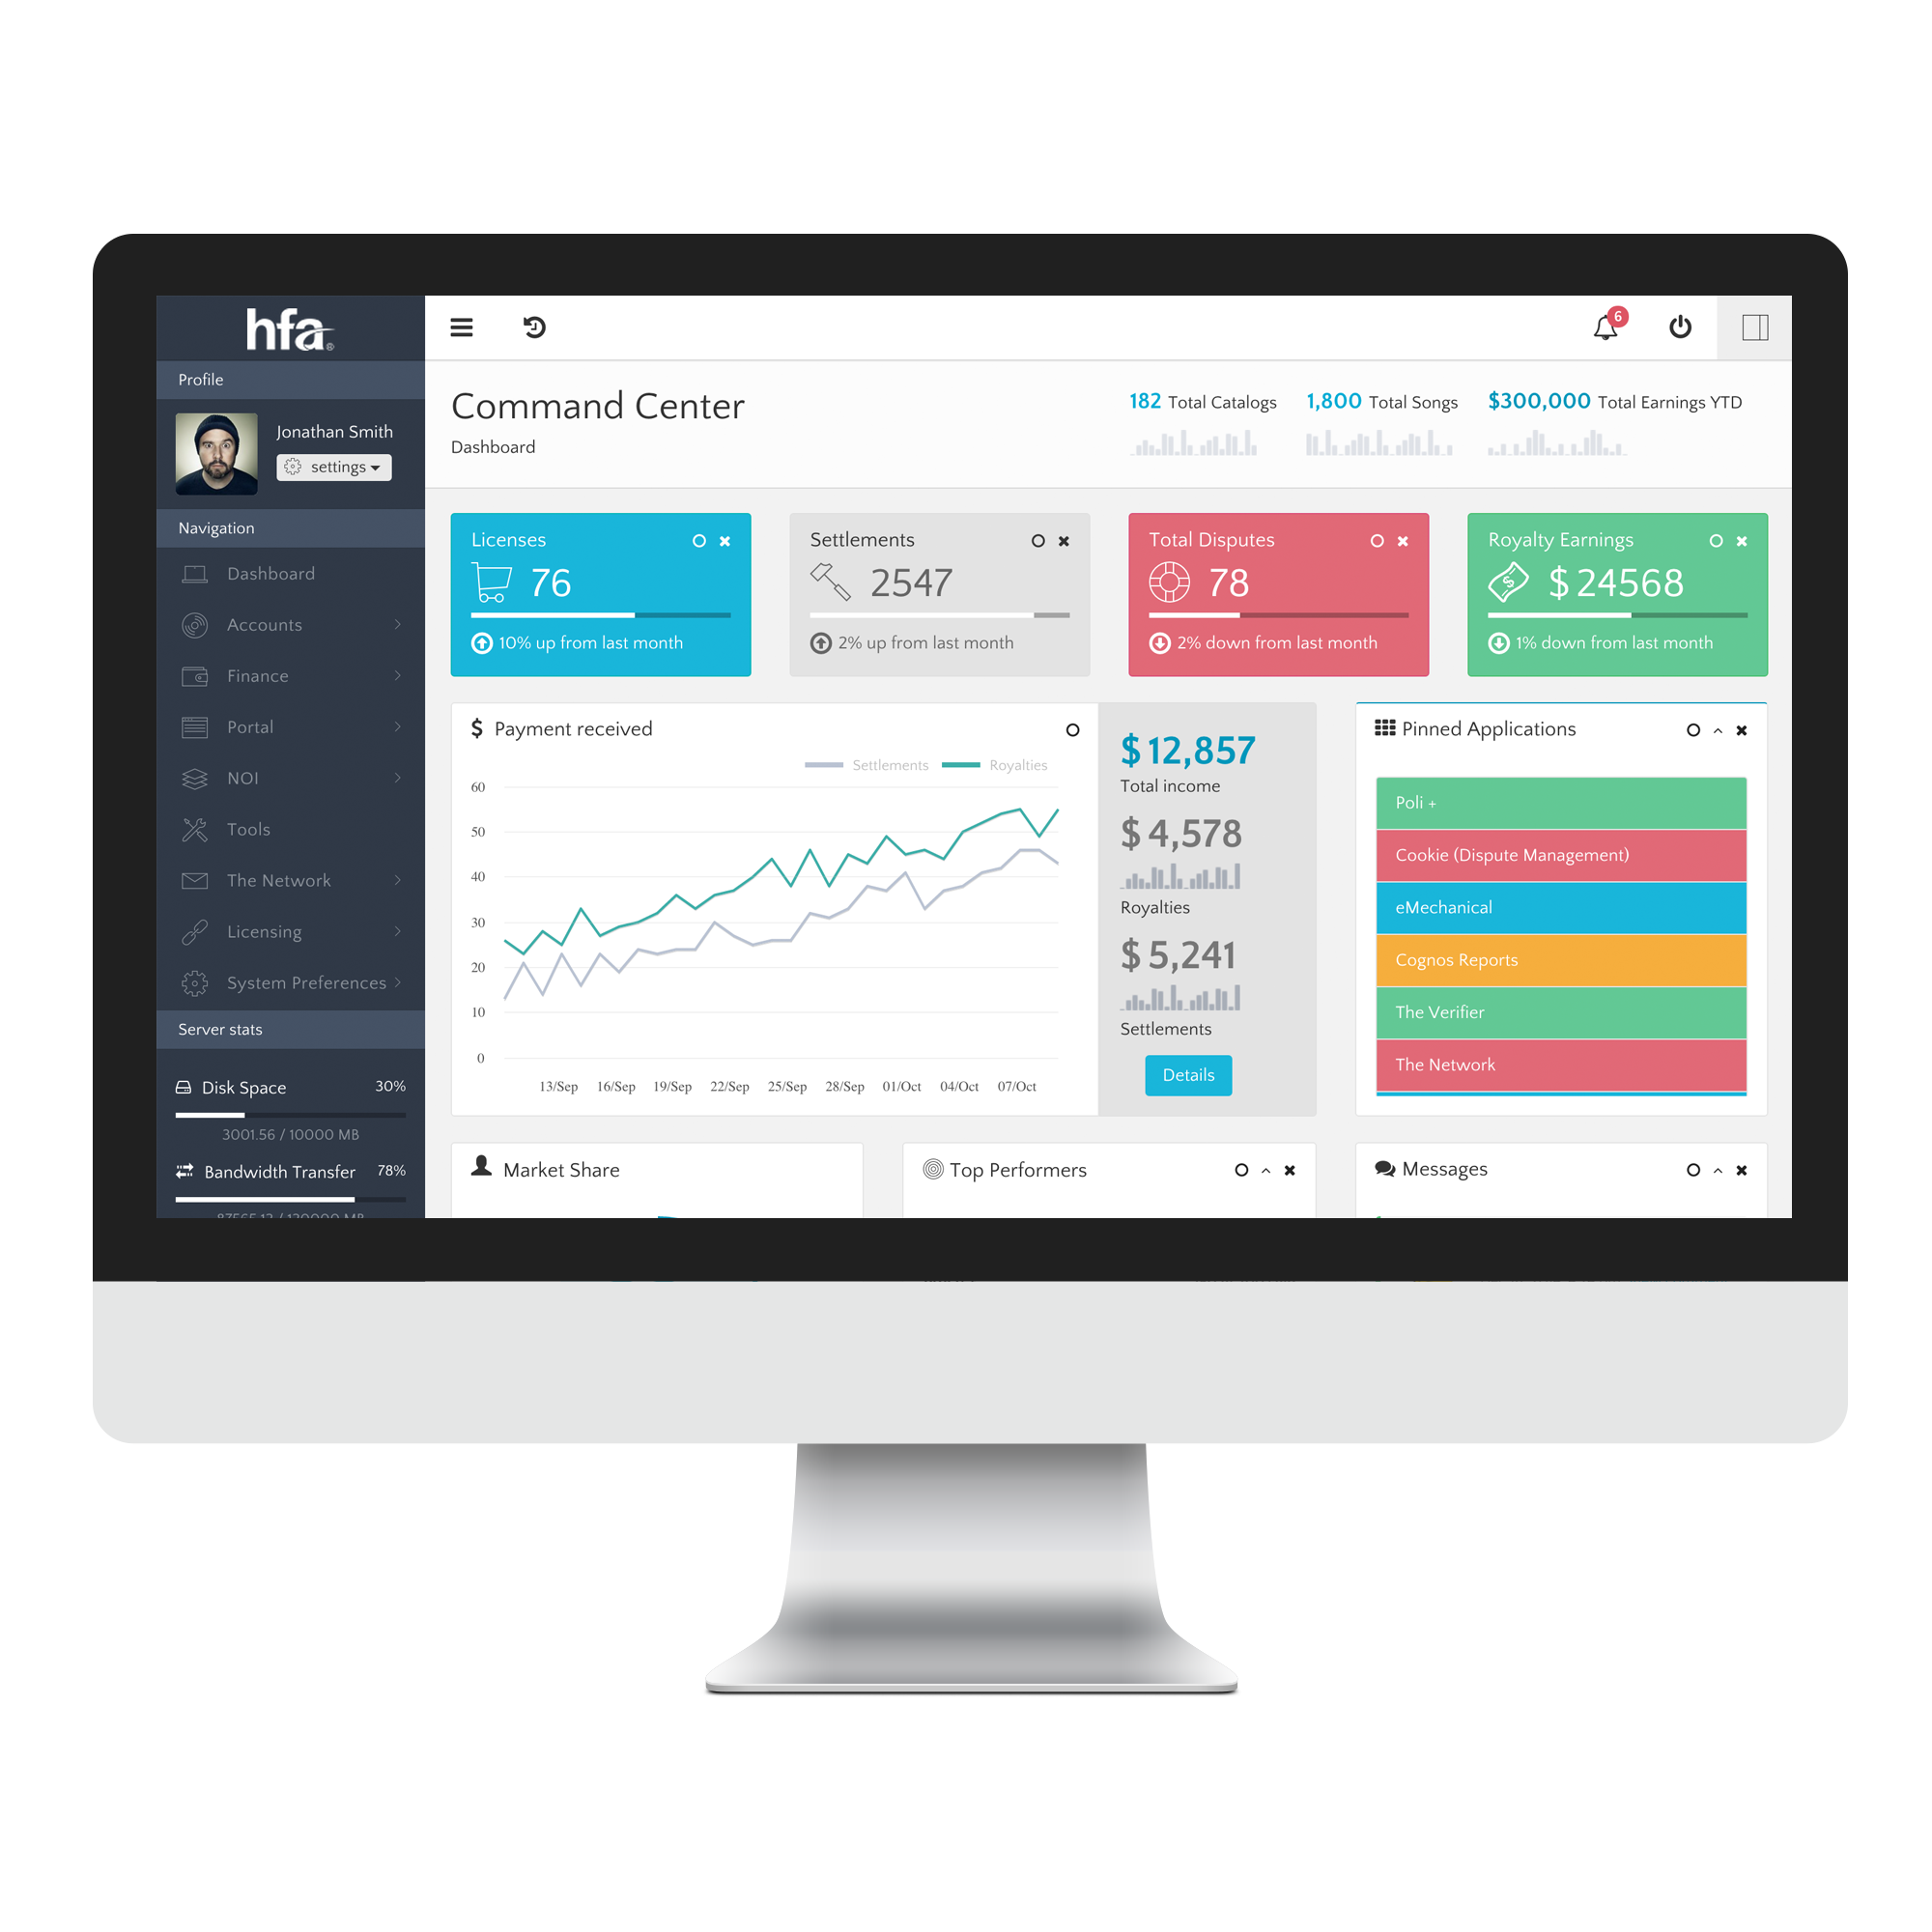 hfa®
6
Profile
Jonathan Smith
settings
Navigation
Dashboard
Accounts
Finance
Portal
NOI
Tools
The Network
Licensing
System Preferences
Server stats
Disk Space 30%
3001.56 / 10000 MB
Bandwidth Transfer 78%
Command Center
Dashboard
182 Total Catalogs
1,800 Total Songs
$300,000 Total Earnings YTD
Licenses
76
10% up from last month
Settlements
2547
2% up from last month
Total Disputes
78
2% down from last month
Royalty Earnings
$ 24568
1% down from last month
$ Payment received
Settlements Royalties
60
50
40
30
20
10
0
13/Sep 16/Sep 19/Sep 22/Sep 25/Sep 28/Sep 01/Oct 04/Oct 07/Oct
$ 12,857
Total income
$ 4,578
Royalties
$ 5,241
Settlements
Details
Pinned Applications
Poli +
Cookie (Dispute Management)
eMechanical
Cognos Reports
The Verifier
The Network
Market Share
Top Performers
Messages